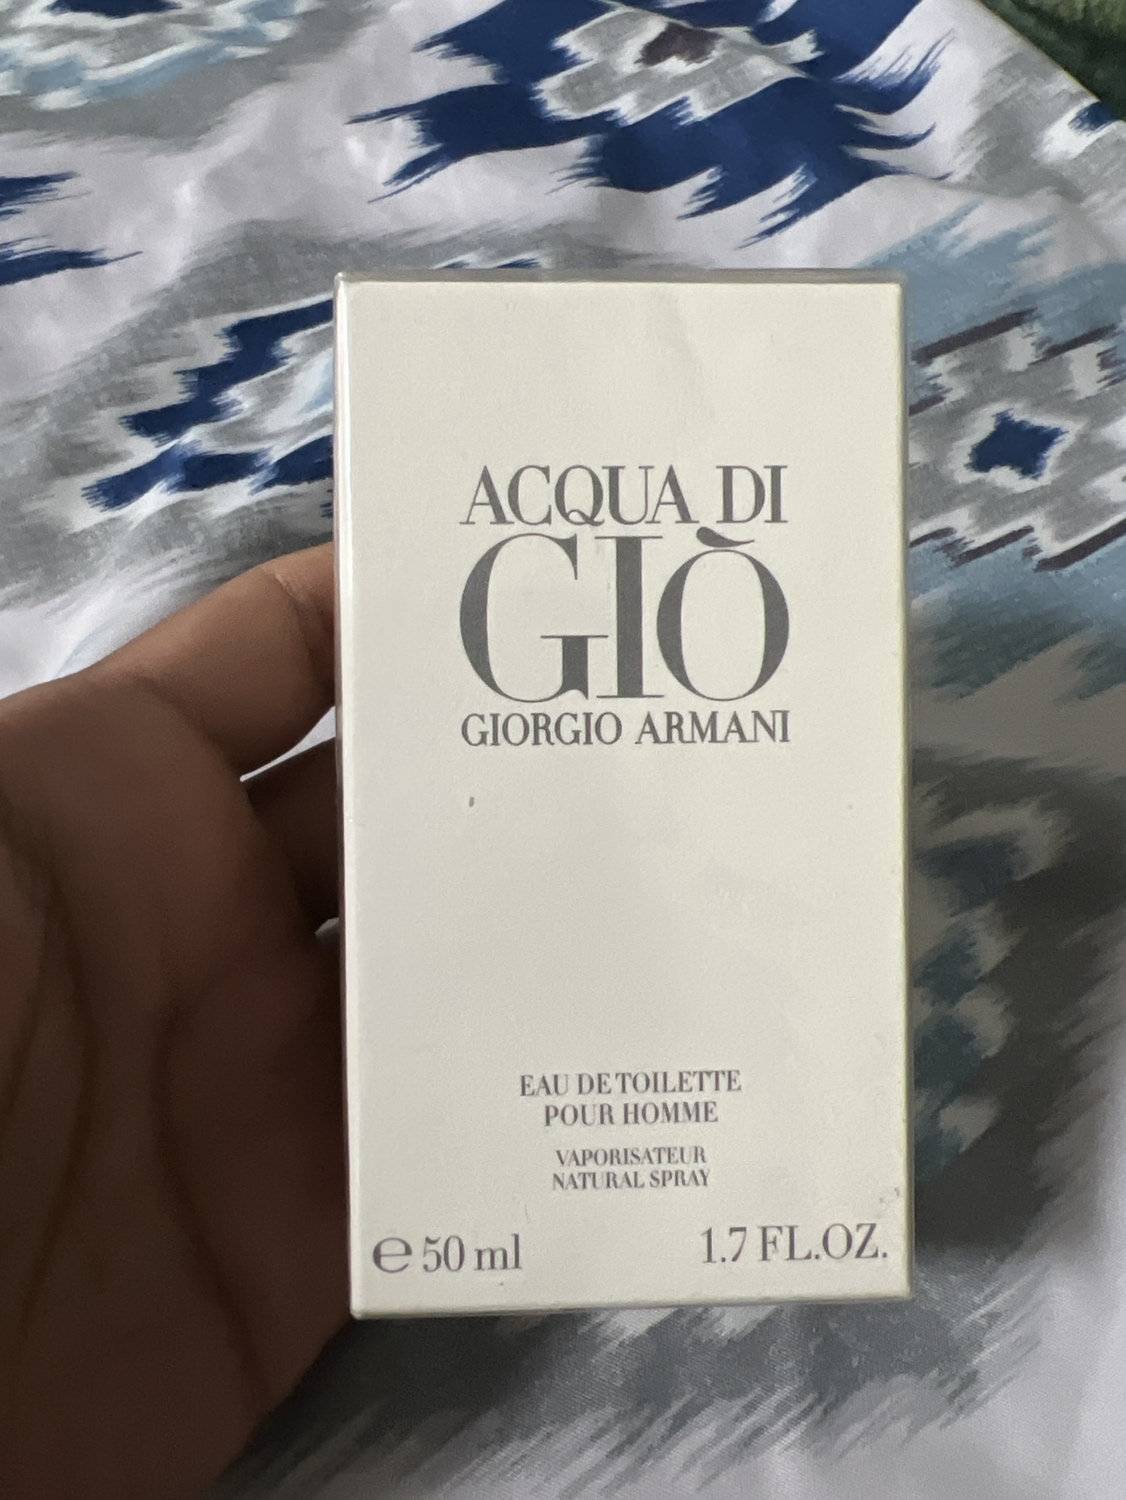 ACQUA DI
GIÒ
GIORGIO ARMANI
EAU DE TOILETTE
POUR HOMME
VAPORISATEUR
NATURAL SPRAY
℮ 50 ml 1.7 FL.OZ.